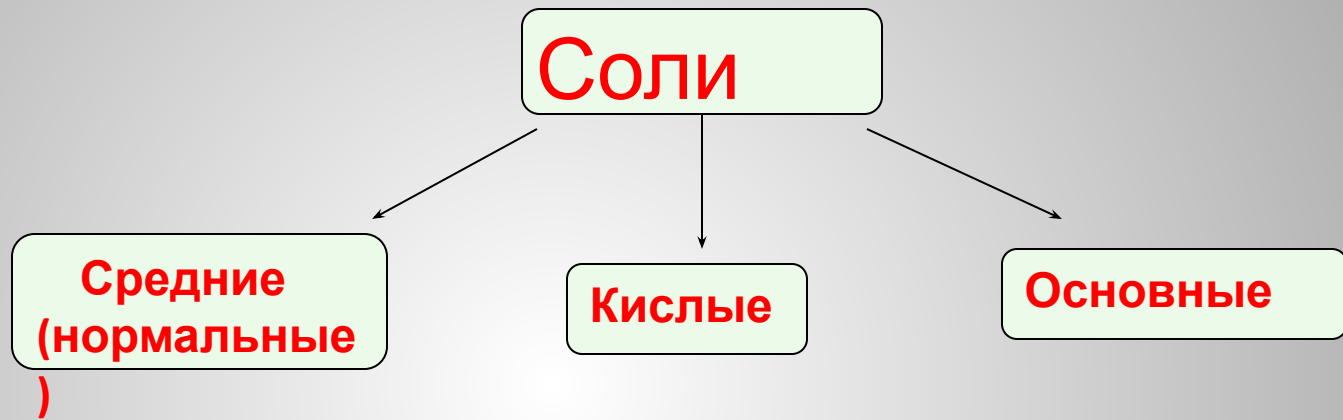 Соли
Средние
(нормальные
)
Кислые
Основные